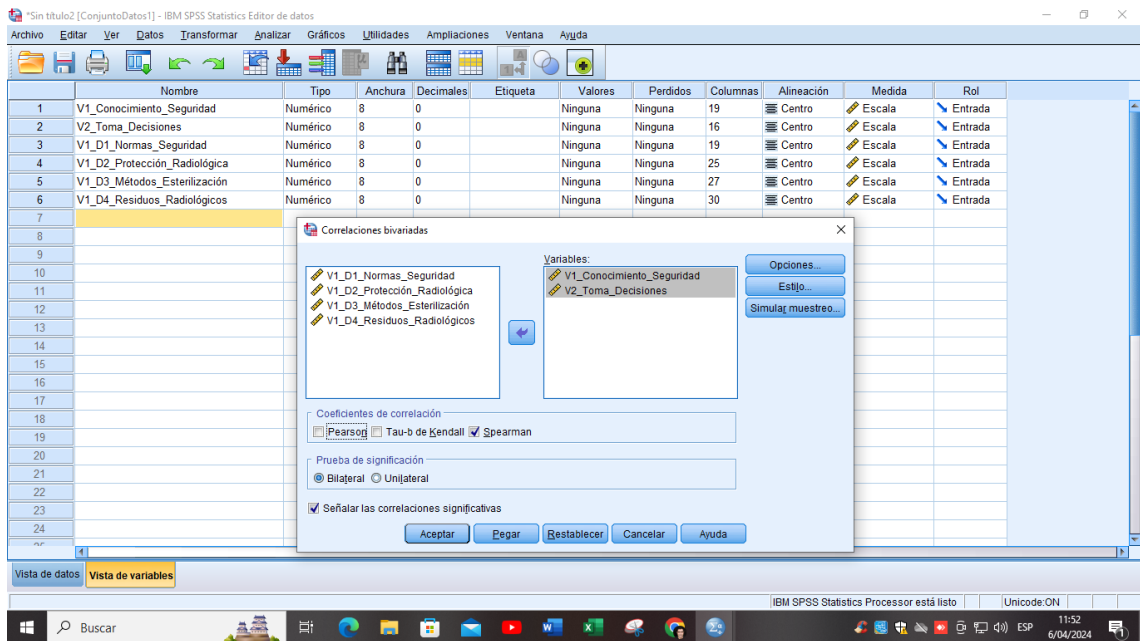 *Sin título2 [ConjuntoDatos1] - IBM SPSS Statistics Editor de datos
Archivo Editar Ver Datos Transformar Analizar Gráficos Utilidades Ampliaciones Ventana Ayuda
Nombre Tipo Anchura Decimales Etiqueta Valores Perdidos Columnas Alineación Medida Rol
1 V1_Conocimiento_Seguridad Numérico 8 0 Ninguna Ninguna 19 Centro Escala Entrada
2 V2_Toma_Decisiones Numérico 8 0 Ninguna Ninguna 16 Centro Escala Entrada
3 V1_D1_Normas_Seguridad Numérico 8 0 Ninguna Ninguna 19 Centro Escala Entrada
4 V1_D2_Protección_Radiológica Numérico 8 0 Ninguna Ninguna 25 Centro Escala Entrada
5 V1_D3_Métodos_Esterilización Numérico 8 0 Ninguna Ninguna 27 Centro Escala Entrada
6 V1_D4_Residuos_Radiológicos Numérico 8 0 Ninguna Ninguna 30 Centro Escala Entrada
7
8
9
10
11
12
13
14
15
16
17
18
19
20
21
22
23
24
Correlaciones bivariadas
V1_D1_Normas_Seguridad
V1_D2_Protección_Radiológica
V1_D3_Métodos_Esterilización
V1_D4_Residuos_Radiológicos
Variables:
V1_Conocimiento_Seguridad
V2_Toma_Decisiones
Opciones...
Estilo...
Simular muestreo...
Coeficientes de correlación
Pearson Tau-b de Kendall Spearman
Prueba de significación
Bilateral Unilateral
Señalar las correlaciones significativas
Aceptar Pegar Restablecer Cancelar Ayuda
Vista de datos Vista de variables
IBM SPSS Statistics Processor está listo Unicode:ON
Buscar
ESP
11:52
6/04/2024